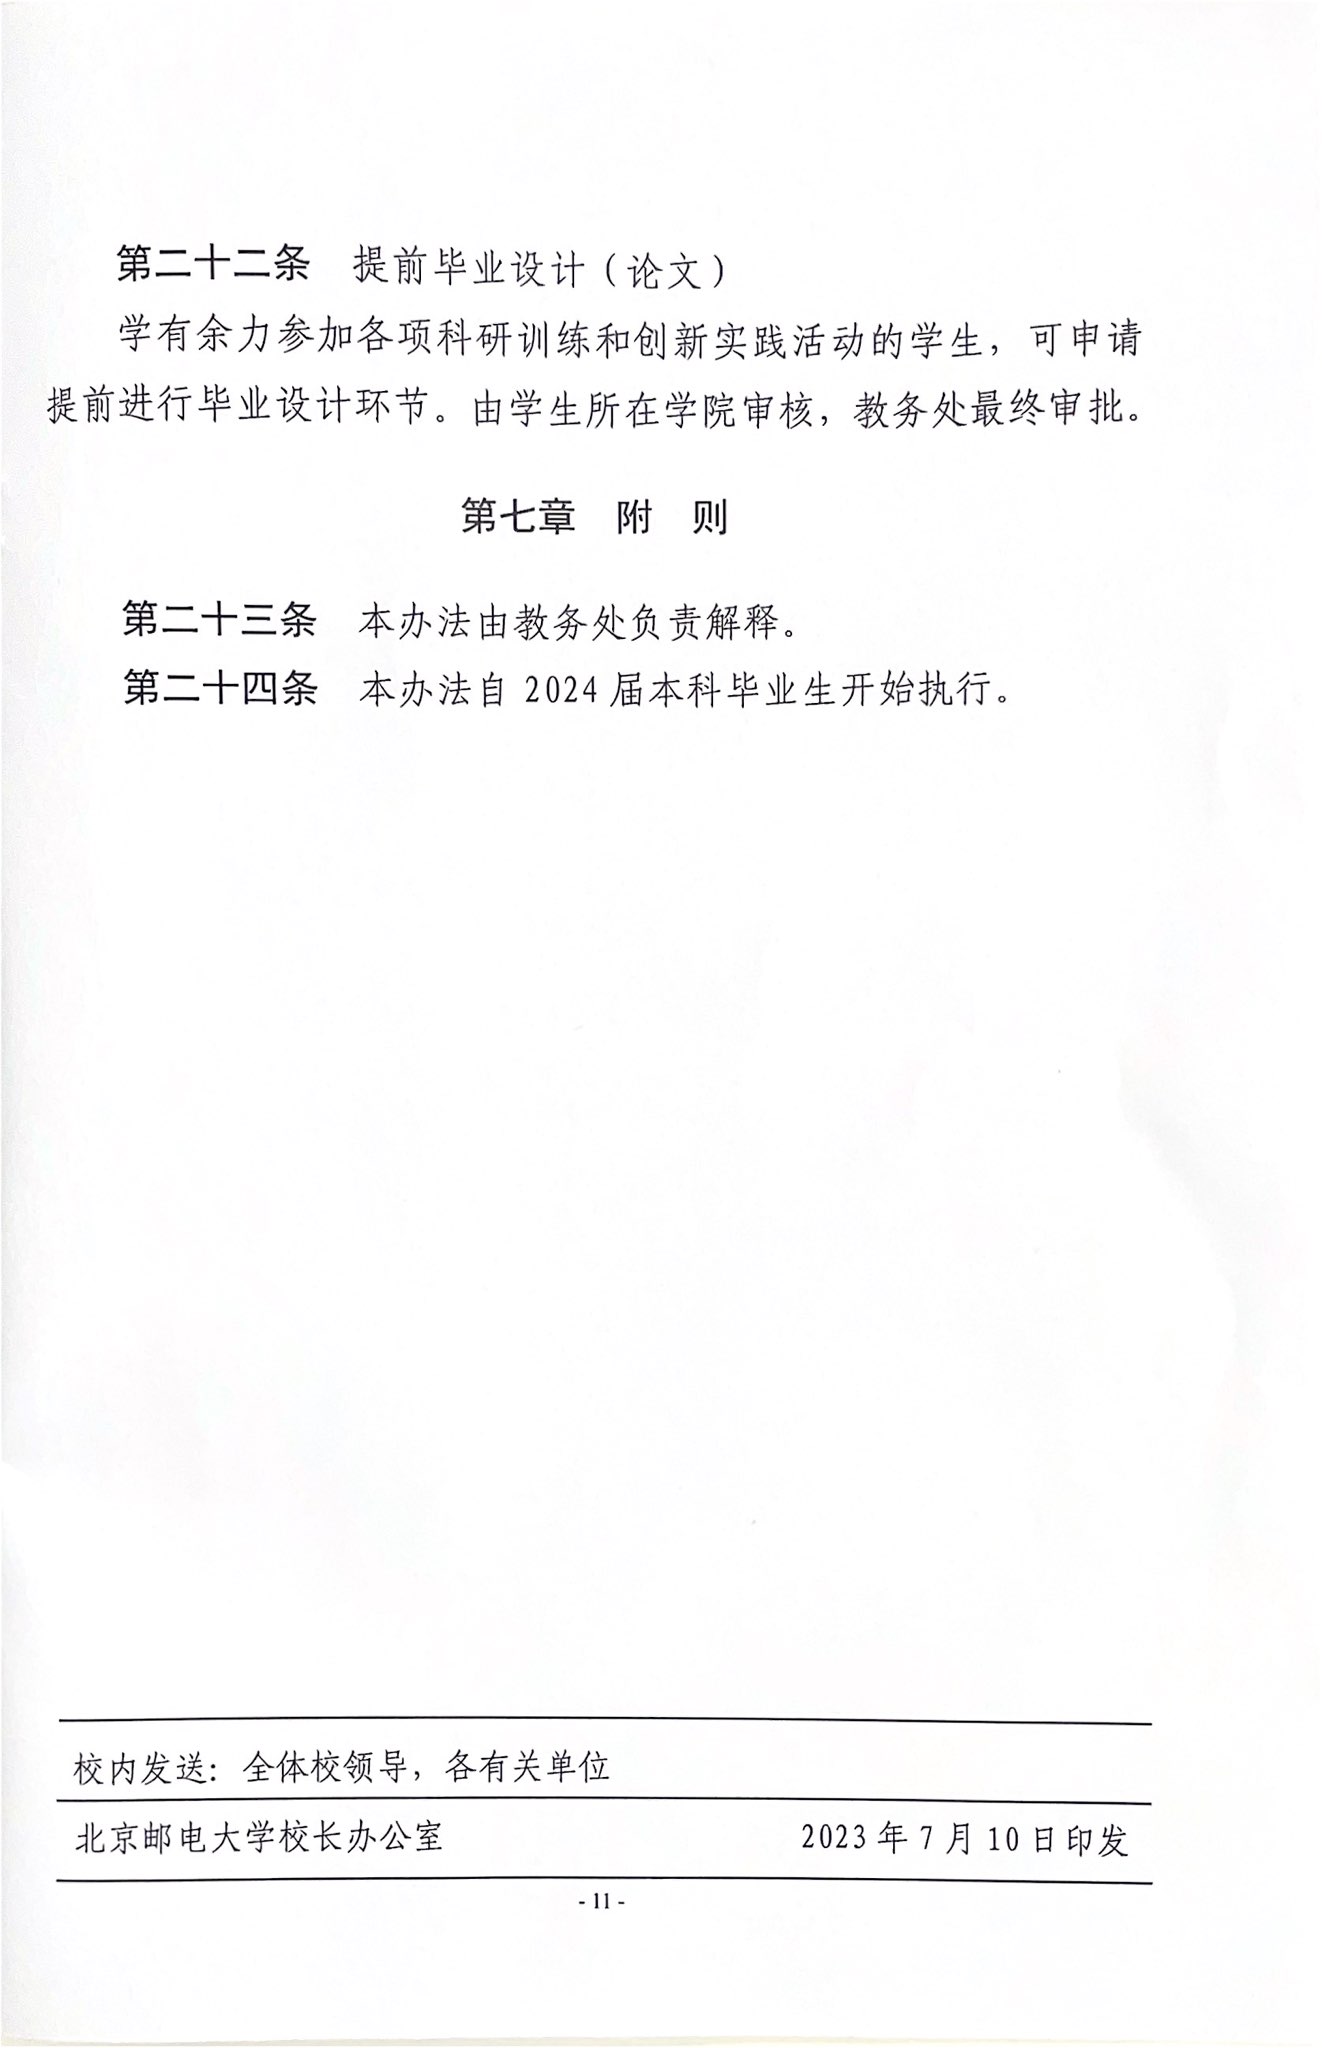 第二十二条 提前毕业设计（论文）
学有余力参加各项科研训练和创新实践活动的学生，可申请
提前进行毕业设计环节。由学生所在学院审核，教务处最终审批。
第七章 附 则
第二十三条 本办法由教务处负责解释。
第二十四条 本办法自 2024 届本科毕业生开始执行。
校内发送：全体校领导，各有关单位
北京邮电大学校长办公室 2023 年 7 月 10 日印发
- 11 -